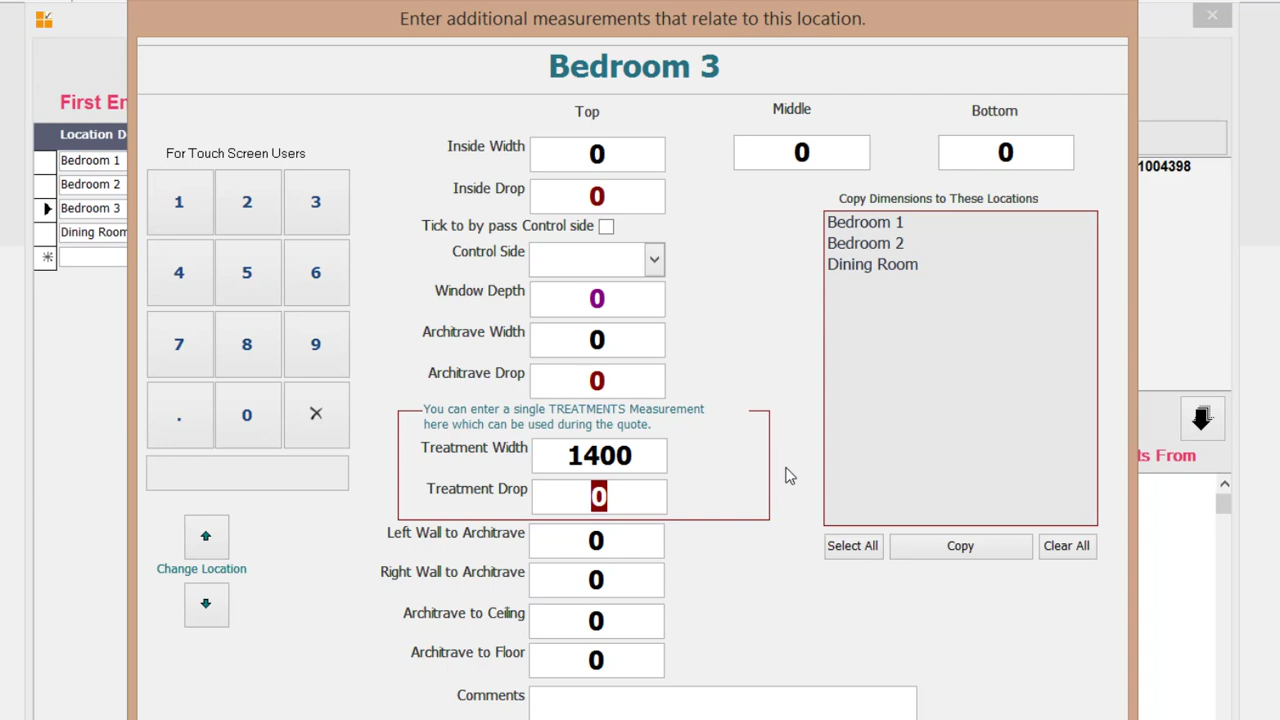 Enter additional measurements that relate to this location.
Bedroom 3
First En
Location D
Bedroom 1
Bedroom 2
Bedroom 3
Dining Room
For Touch Screen Users
1 2 3
4 5 6
7 8 9
. 0
Change Location
Top Middle Bottom
Inside Width 0 0 0
Inside Drop 0
Tick to by pass Control side
Control Side
Window Depth 0
Architrave Width 0
Architrave Drop 0
You can enter a single TREATMENTS Measurement
here which can be used during the quote.
Treatment Width 1400
Treatment Drop 0
Left Wall to Architrave 0
Right Wall to Architrave 0
Architrave to Ceiling 0
Architrave to Floor 0
Comments
Copy Dimensions to These Locations
Bedroom 1
Bedroom 2
Dining Room
Select All Copy Clear All
1004398
ts From